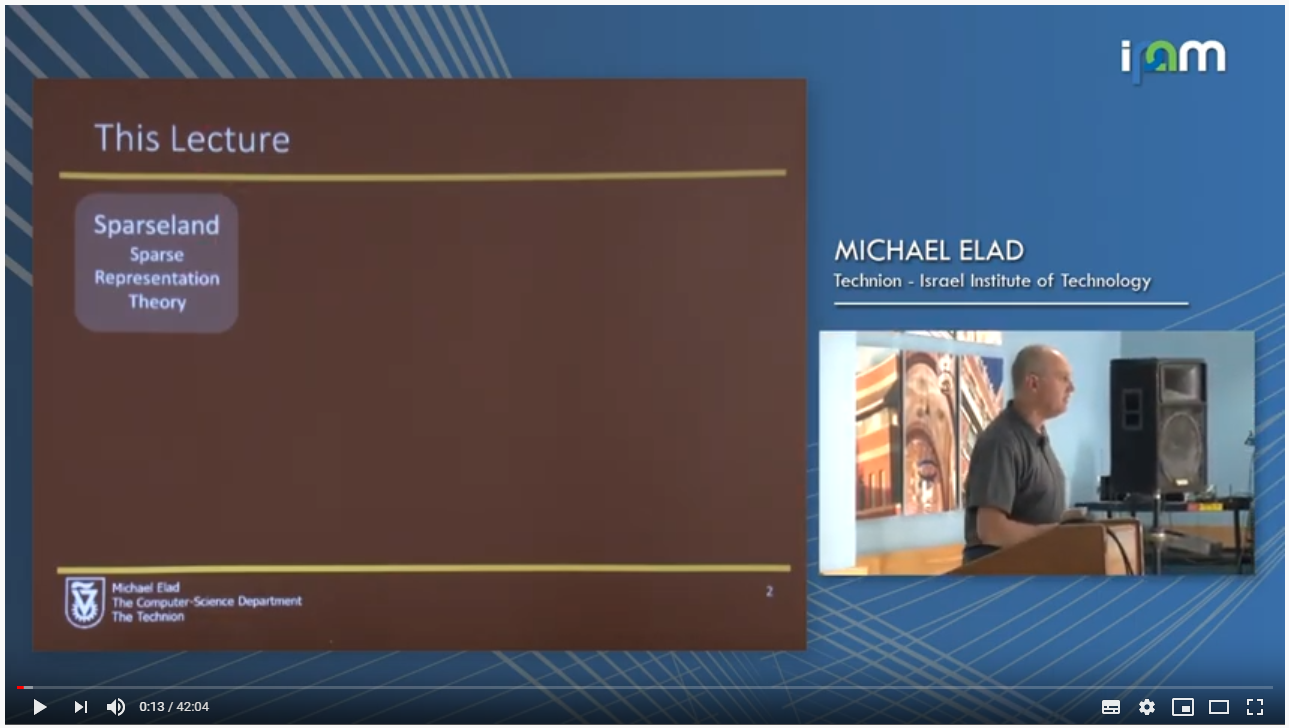 ipam
This Lecture
Sparseland
Sparse
Representation
Theory
MICHAEL ELAD
Technion - Israel Institute of Technology
Michael Elad
The Computer-Science Department
The Technion
2
0:13 / 42:04